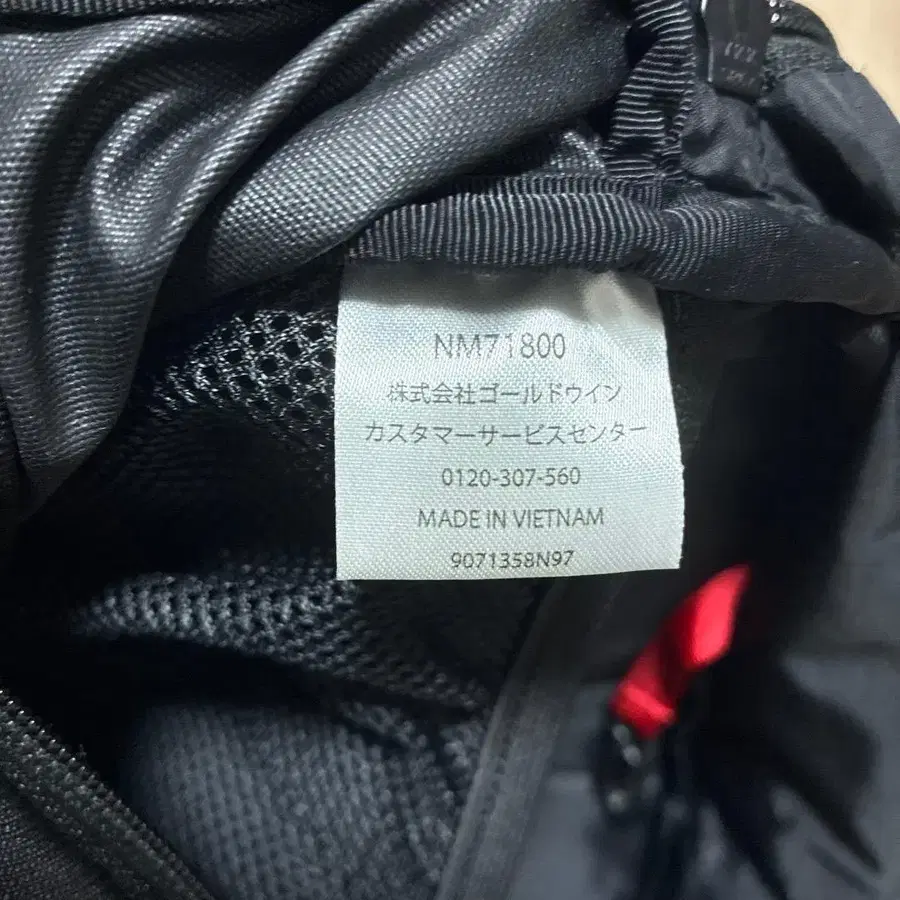 NM71800
株式会社ゴールドウイン
カスタマーサービスセンター
0120-307-560
MADE IN VIETNAM
9071358N97